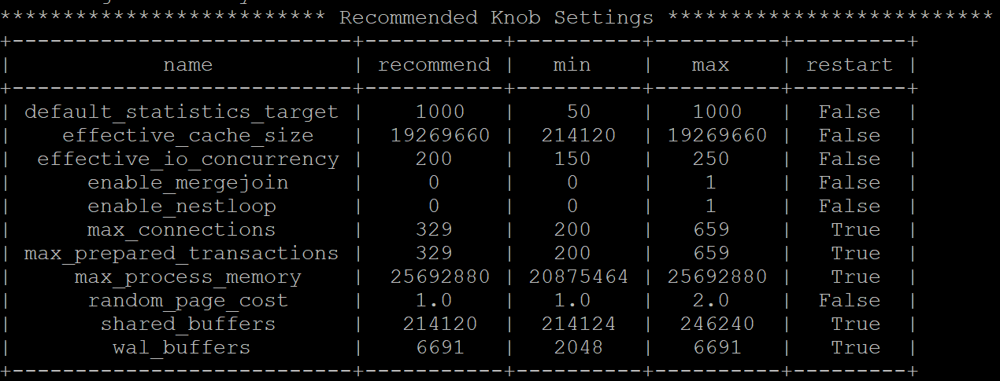 *************************** Recommended Knob Settings ***************************
+---------------------------+-----------+----------+----------+---------+
|            name           | recommend |   min    |   max    | restart |
+---------------------------+-----------+----------+----------+---------+
|  default_statistics_target |    1000   |    50    |   1000   |  False  |
|    effective_cache_size   |  19269660 |  214120  | 19269660 |  False  |
|  effective_io_concurrency |    200    |   150    |   250    |  False  |
|      enable_mergejoin     |     0     |    0     |    1     |  False  |
|      enable_nestloop      |     0     |    0     |    1     |  False  |
|      max_connections      |    329    |   200    |   659    |   True  |
| max_prepared_transactions |    329    |   200    |   659    |   True  |
|     max_process_memory    |  25692880 | 20875464 | 25692880 |   True  |
|      random_page_cost     |    1.0    |   1.0    |   2.0    |  False  |
|       shared_buffers      |   214120  |  214124  |  246240  |   True  |
|        wal_buffers        |    6691   |   2048   |   6691   |   True  |
+---------------------------+-----------+----------+----------+---------+